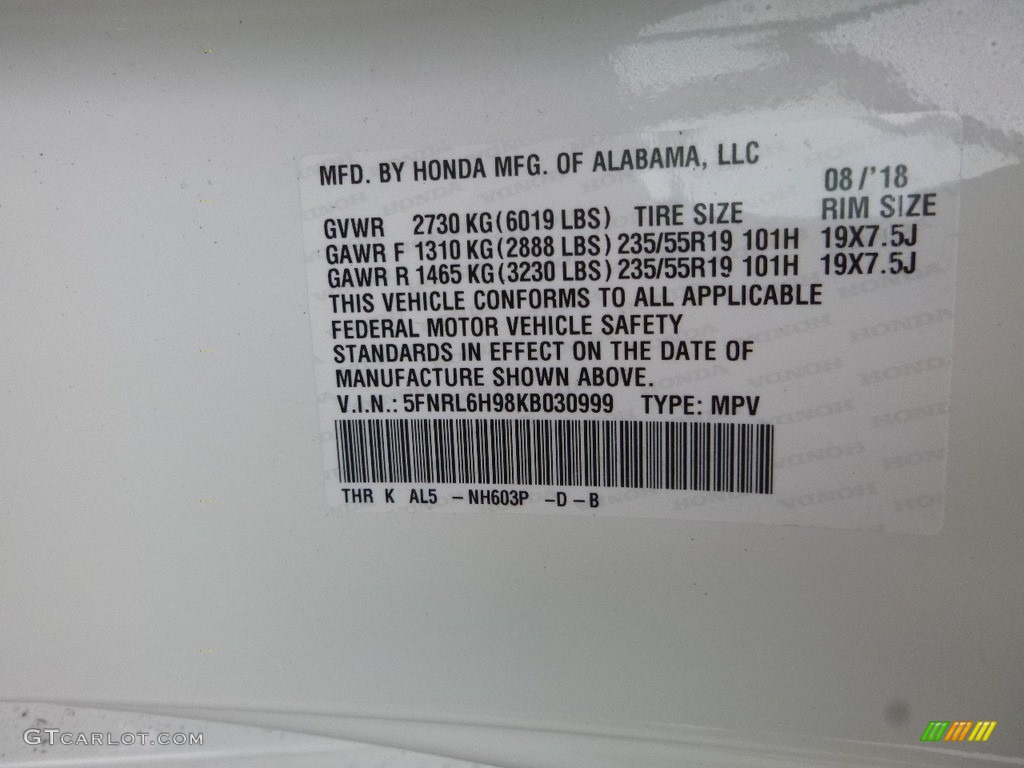 MFD. BY HONDA MFG. OF ALABAMA, LLC
08/'18
GVWR 2730 KG (6019 LBS) TIRE SIZE RIM SIZE
GAWR F 1310 KG (2888 LBS) 235/55R19 101H 19X7.5J
GAWR R 1465 KG (3230 LBS) 235/55R19 101H 19X7.5J
THIS VEHICLE CONFORMS TO ALL APPLICABLE
FEDERAL MOTOR VEHICLE SAFETY
STANDARDS IN EFFECT ON THE DATE OF
MANUFACTURE SHOWN ABOVE.
V.I.N.: 5FNRL6H98KB030999 TYPE: MPV
THR K AL5 -NH603P -D-B
GTCARLOT.COM